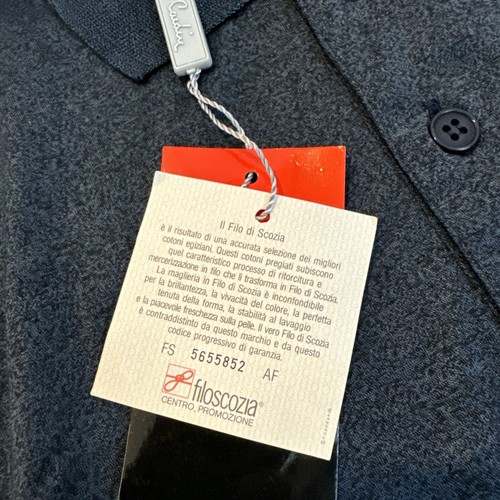 Cardin
Il Filo di Scozia
è il risultato di una accurata selezione dei migliori
cotoni egiziani. Questi cotoni pregiati subiscono
quel caratteristico processo di ritorcitura e
mercerizzazione in filo che li trasforma in Filo di Scozia.
La maglieria in Filo di Scozia è inconfondibile
per la brillantezza, la vivacità del colore, la perfetta
tenuta della forma, la stabilità al lavaggio
e la piacevole freschezza sulla pelle. Il vero Filo di Scozia
è contraddistinto da questo marchio e da questo
codice progressivo di garanzia.
FS 5655852 AF
filoscozia®
CENTRO PROMOZIONE